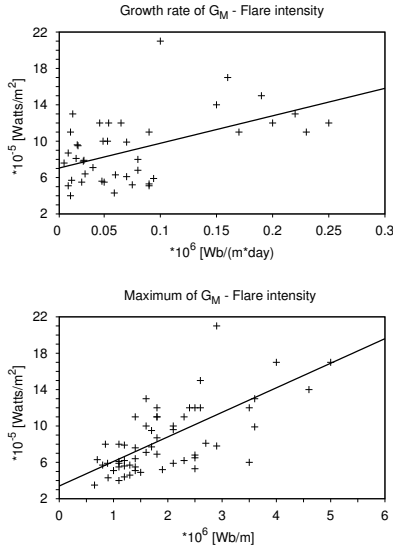 Growth rate of G_M - Flare intensity
22
18
14
10
6
2
*10^-5 [Watts/m^2]
0 0.05 0.1 0.15 0.2 0.25 0.3
*10^6 [Wb/(m*day)
Maximum of G_M - Flare intensity
22
18
14
10
6
2
*10^-5 [Watts/m^2]
0 1 2 3 4 5 6
*10^6 [Wb/m]